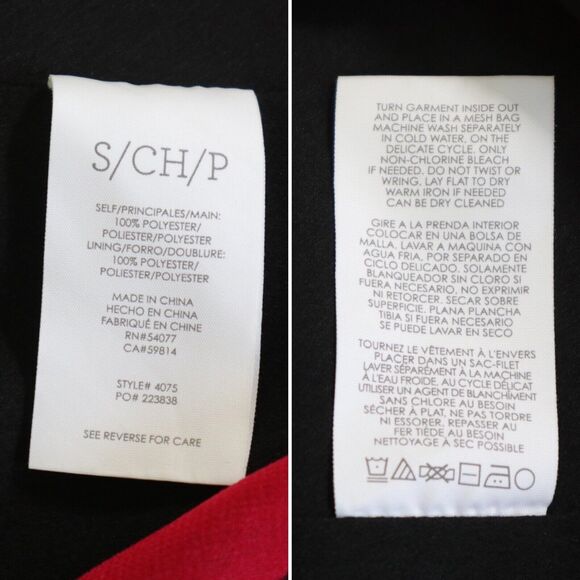 S/CH/P
SELF/PRINCIPALES/MAIN:
100% POLYESTER/
POLIESTER/POLYESTER
LINING/FORRO/DOUBLURE:
100% POLYESTER/
POLIESTER/POLYESTER
MADE IN CHINA
HECHO EN CHINA
FABRIQUÉ EN CHINE
RN#54077
CA#59814
STYLE# 4075
PO# 223838
SEE REVERSE FOR CARE
TURN GARMENT INSIDE OUT
AND PLACE IN A MESH BAG
MACHINE WASH SEPARATELY
IN COLD WATER, ON THE
DELICATE CYCLE. ONLY
NON-CHLORINE BLEACH
IF NEEDED. DO NOT TWIST OR
WRING. LAY FLAT TO DRY
WARM IRON IF NEEDED
CAN BE DRY CLEANED
GIRE A LA PRENDA INTERIOR
COLOCAR EN UNA BOLSA DE
MALLA. LAVAR A MAQUINA CON
AGUA FRIA, POR SEPARADO EN
CICLO DELICADO. SOLAMENTE
BLANQUEADOR SIN CLORO SI
FUERA NECESARIO. NO EXPRIMIR
NI RETORCER. SECAR SOBRE
SUPERFICIE. PLANA PLANCHA
TIBIA SI FUERA NECESARIO
SE PUEDE LAVAR EN SECO
TOURNEZ LE VÊTEMENT À L'ENVERS
PLACER DANS UN SAC-FILET
LAVER SÉPARÉMENT À LA MACHINE
À L'EAU FROIDE, AU CYCLE DÉLICAT
UTILISER UN AGENT DE BLANCHIMENT
SANS CHLORE AU BESOIN
SÉCHER À PLAT, NE PAS TORDRE
NI ESSORER. REPASSER AU
FER TIÈDE AU BESOIN
NETTOYAGE À SEC POSSIBLE